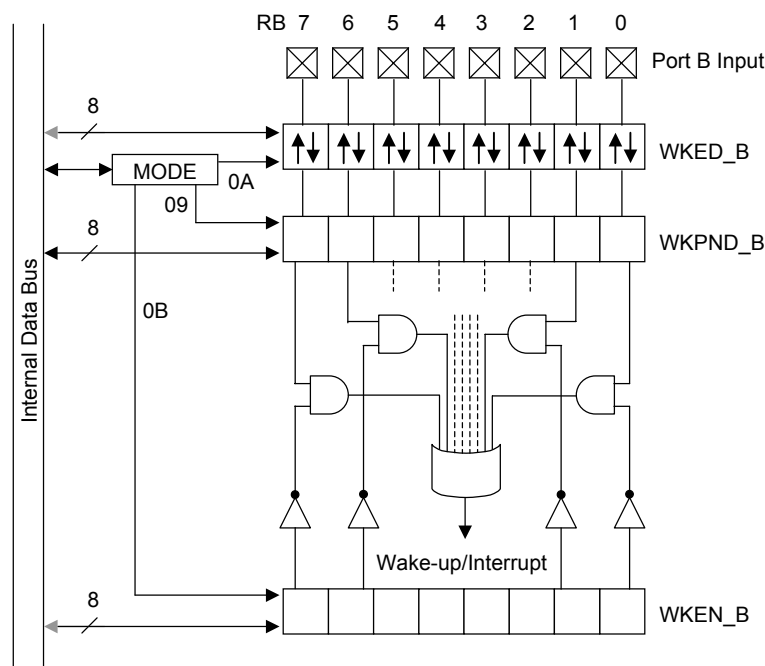 RB 7 6 5 4 3 2 1 0
Port B Input
8
WKED_B
MODE
0A
09
8
WKPND_B
0B
Internal Data Bus
Wake-up/Interrupt
8
WKEN_B